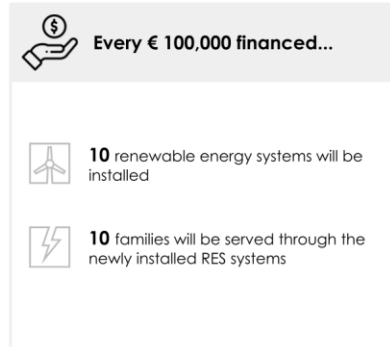 $
Every € 100,000 financed...
10 renewable energy systems will be
installed
10 families will be served through the
newly installed RES systems